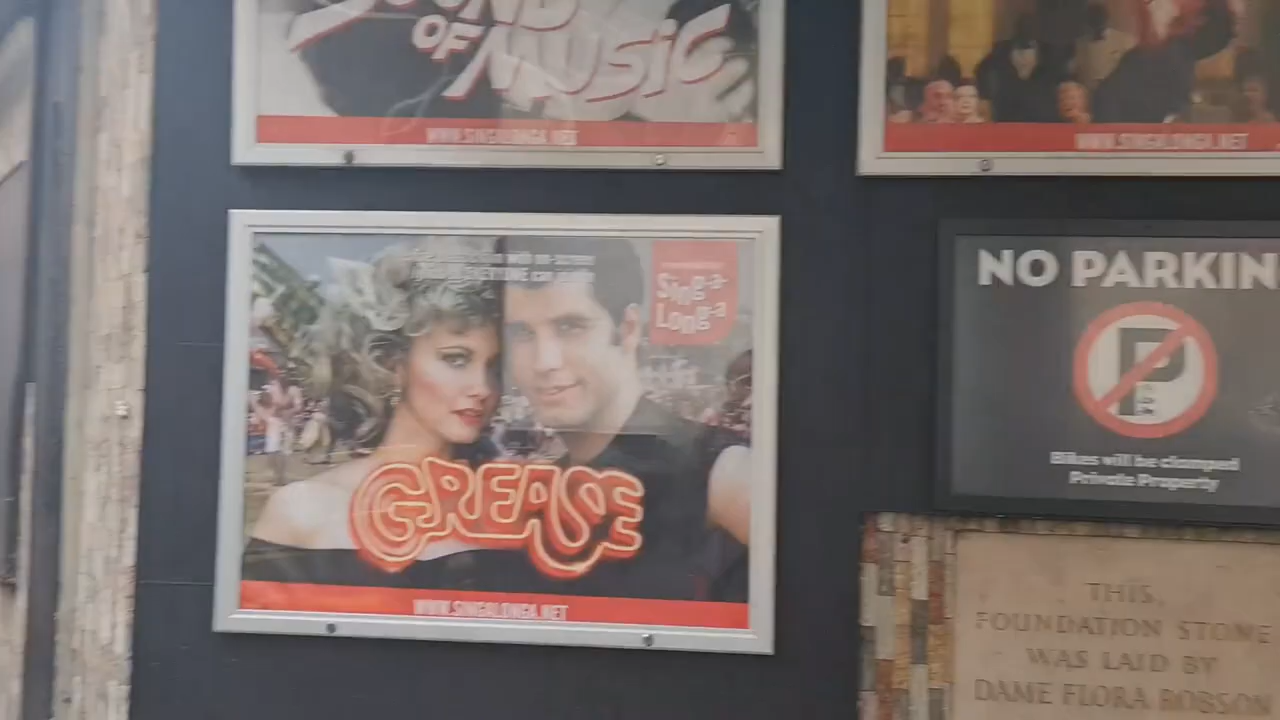 SOUND
OF MUSIC
WWW.SINGALONGA.NET
WWW.SINGALONGA.NET
Sing-a-
Long-a
GREASE
WWW.SINGALONGA.NET
NO PARKIN
P
Bikes will be clamped
Private Property
THIS
FOUNDATION STONE
WAS LAID BY
DAME FLORA ROBSON